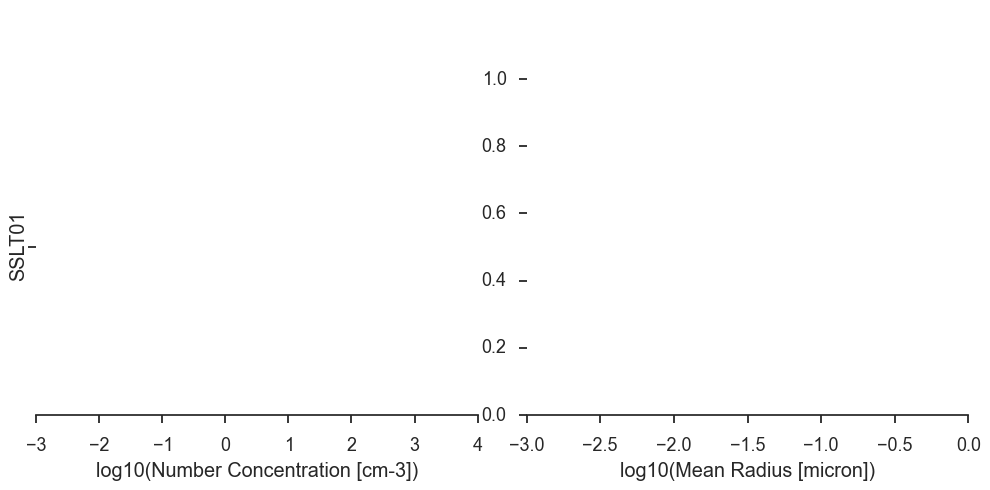 SSLT01
−3 −2 −1 0 1 2 3 4
log10(Number Concentration [cm-3])
1.0
0.8
0.6
0.4
0.2
0.0
−3.0 −2.5 −2.0 −1.5 −1.0 −0.5 0.0
log10(Mean Radius [micron])